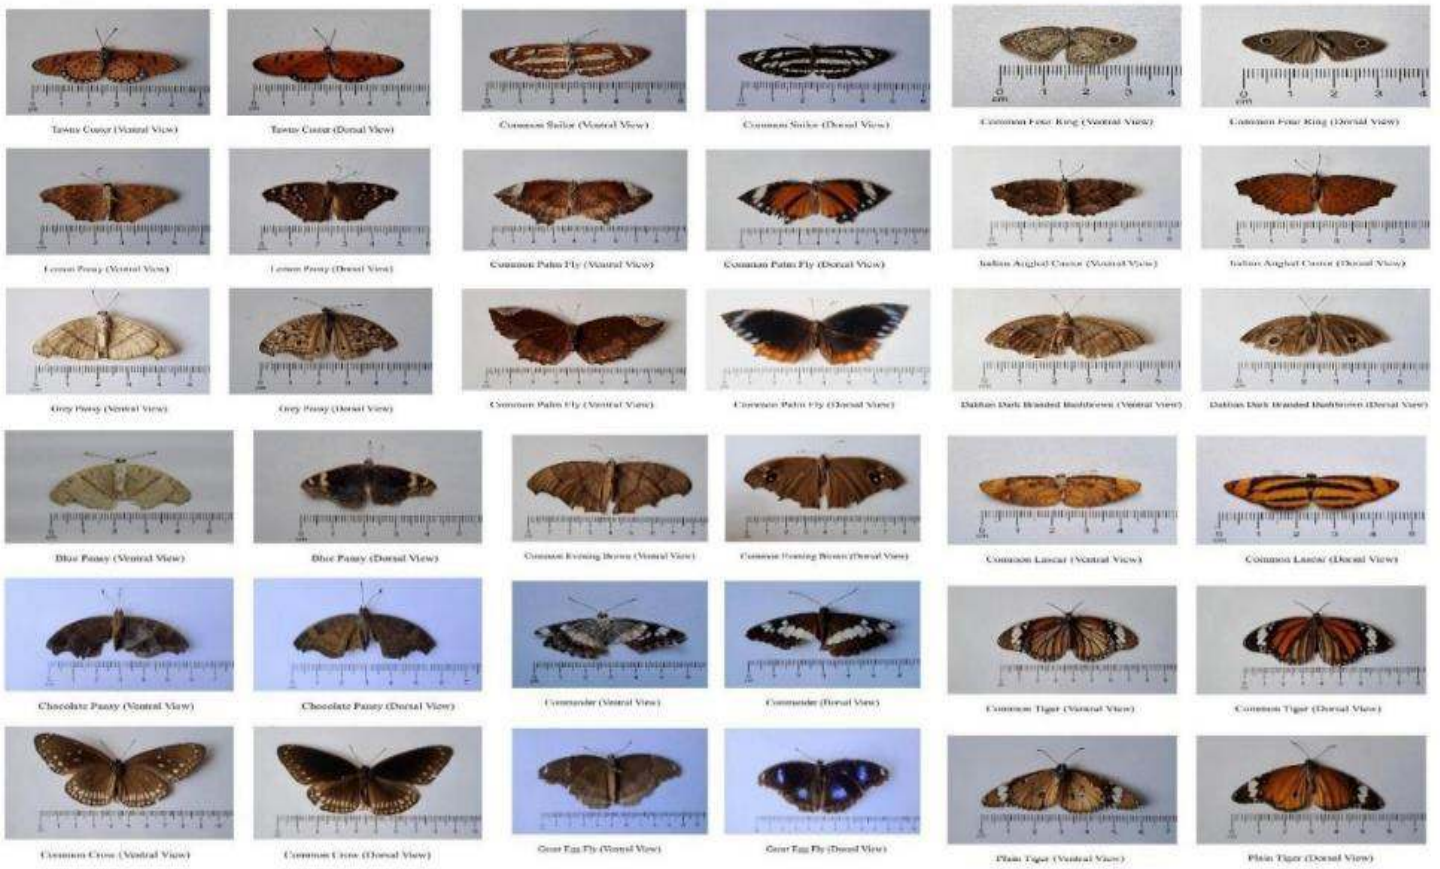 Tawny Coster (Ventral View)
Tawny Coster (Dorsal View)
Common Sailor (Ventral View)
Common Sailor (Dorsal View)
Common Four Ring (Ventral View)
Common Four Ring (Dorsal View)
Lemon Pansy (Ventral View)
Lemon Pansy (Dorsal View)
Common Palm Fly (Ventral View)
Common Palm Fly (Dorsal View)
Indian Angled Castor (Ventral View)
Indian Angled Castor (Dorsal View)
Grey Pansy (Ventral View)
Grey Pansy (Dorsal View)
Common Palm Fly (Ventral View)
Common Palm Fly (Dorsal View)
Dakhan Dark Branded Bushbrown (Ventral View)
Dakhan Dark Branded Bushbrown (Dorsal View)
Blue Pansy (Ventral View)
Blue Pansy (Dorsal View)
Common Evening Brown (Ventral View)
Common Evening Brown (Dorsal View)
Common Lascar (Ventral View)
Common Lascar (Dorsal View)
Chocolate Pansy (Ventral View)
Chocolate Pansy (Dorsal View)
Commander (Ventral View)
Commander (Dorsal View)
Common Tiger (Ventral View)
Common Tiger (Dorsal View)
Common Crow (Ventral View)
Common Crow (Dorsal View)
Great Egg Fly (Ventral View)
Great Egg Fly (Dorsal View)
Plain Tiger (Ventral View)
Plain Tiger (Dorsal View)